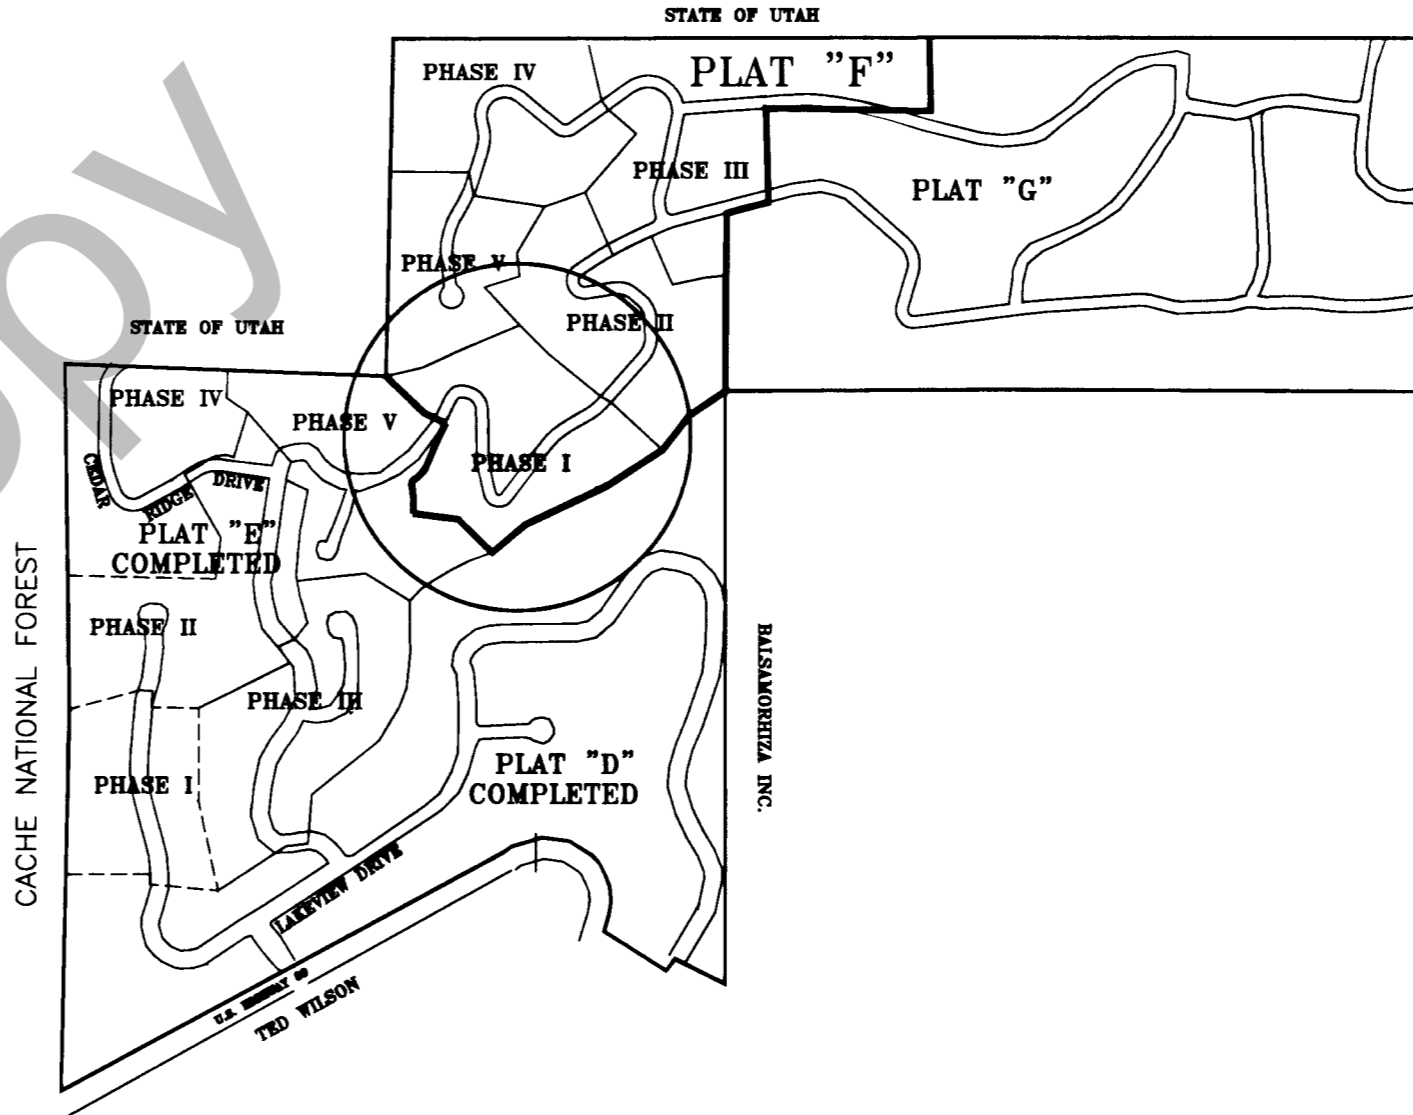 STATE OF UTAH
PHASE IV
PLAT "F"
PHASE III
PLAT "G"
PHASE V
PHASE II
STATE OF UTAH
PHASE IV
PHASE V
PHASE I
CEDAR
RIDGE
DRIVE
PLAT "E"
COMPLETED
CACHE NATIONAL FOREST
PHASE II
BALSAMORHIZA INC.
PHASE III
PLAT "D"
COMPLETED
PHASE I
LAKEVIEW DRIVE
U.S. HIGHWAY
TED WILSON
opy